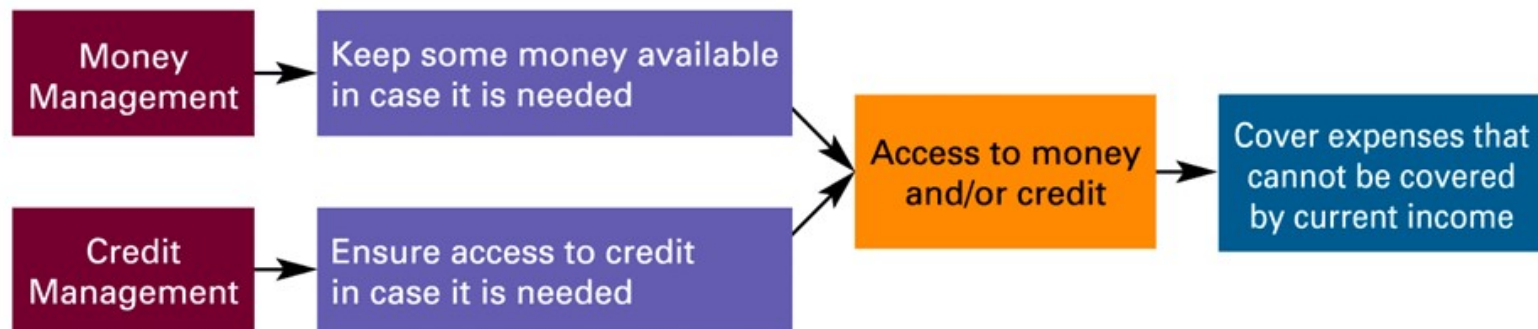 Money
Management
Keep some money available
in case it is needed
Credit
Management
Ensure access to credit
in case it is needed
Access to money
and/or credit
Cover expenses that
cannot be covered
by current income